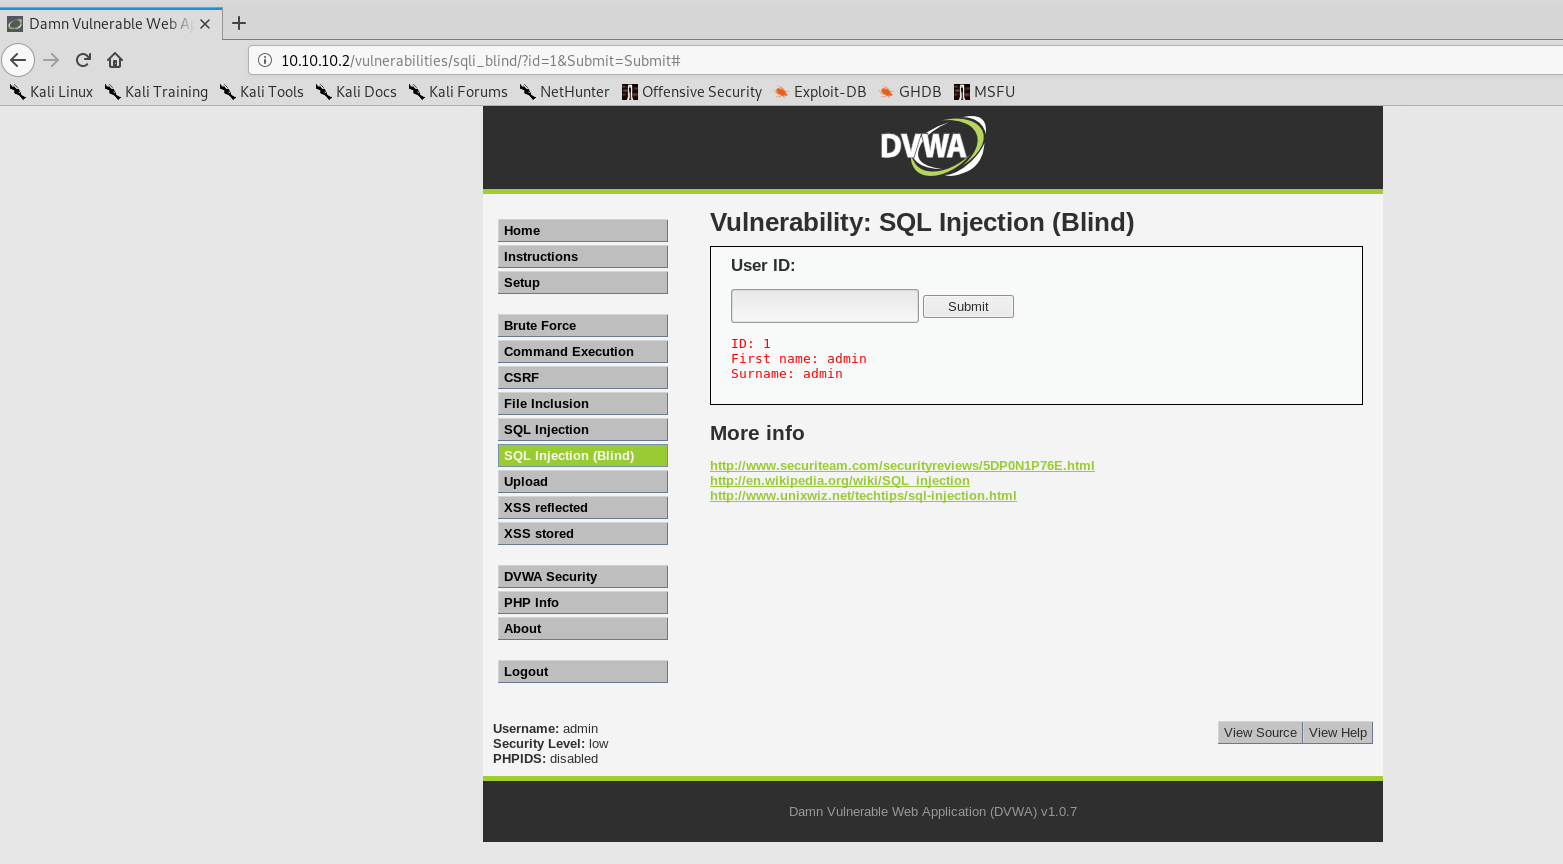 Damn Vulnerable Web Ap
10.10.10.2/vulnerabilities/sqli_blind/?id=1&Submit=Submit#
Kali Linux Kali Training Kali Tools Kali Docs Kali Forums NetHunter Offensive Security Exploit-DB GHDB MSFU
DVWA
Home
Instructions
Setup
Brute Force
Command Execution
CSRF
File Inclusion
SQL Injection
SQL Injection (Blind)
Upload
XSS reflected
XSS stored
DVWA Security
PHP Info
About
Logout
Vulnerability: SQL Injection (Blind)
User ID:
Submit
ID: 1
First name: admin
Surname: admin
More info
http://www.securiteam.com/securityreviews/5DP0N1P76E.html
http://en.wikipedia.org/wiki/SQL_injection
http://www.unixwiz.net/techtips/sql-injection.html
Username: admin
Security Level: low
PHPIDS: disabled
View Source View Help
Damn Vulnerable Web Application (DVWA) v1.0.7